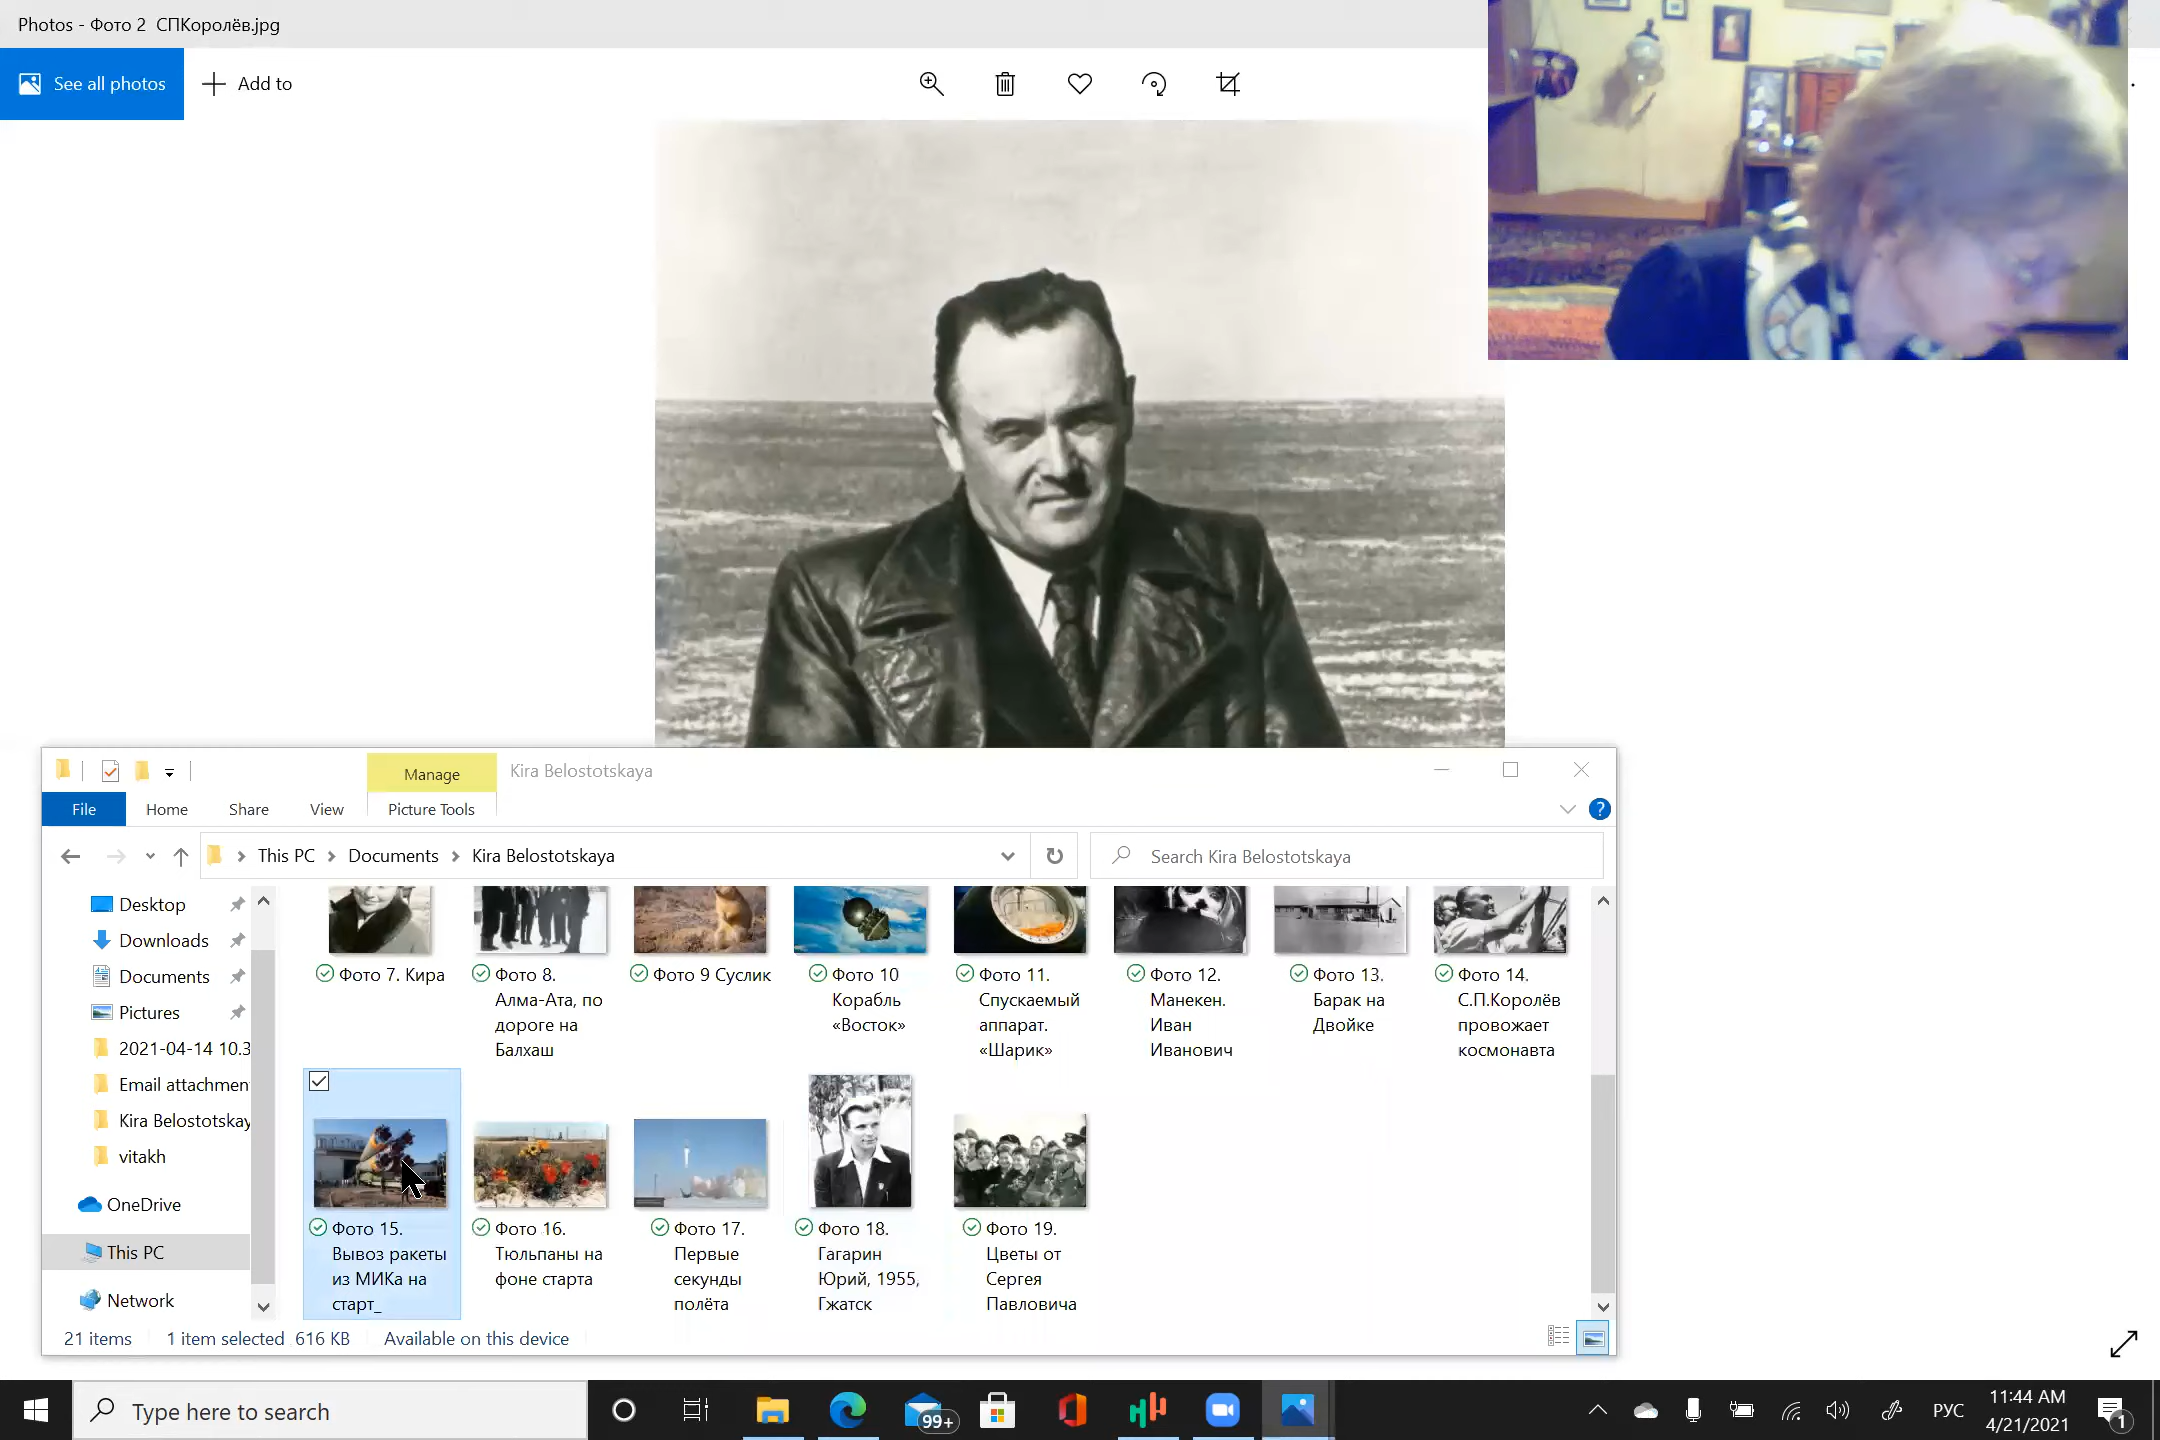 Photos - Фото 2  СПКоролёв.jpg
See all photos
Add to
Manage
Kira Belostotskaya
File
Home
Share
View
Picture Tools
?
This PC
Documents
Kira Belostotskaya
Search Kira Belostotskaya
Desktop
Downloads
Documents
Pictures
2021-04-14 10.3
Email attachmen
Kira Belostotskay
vitakh
OneDrive
This PC
Network
Фото 7. Кира
Фото 8.
Алма-Ата, по
дороге на
Балхаш
Фото 9 Суслик
Фото 10
Корабль
«Восток»
Фото 11.
Спускаемый
аппарат.
«Шарик»
Фото 12.
Манекен.
Иван
Иванович
Фото 13.
Барак на
Двойке
Фото 14.
С.П.Королёв
провожает
космонавта
Фото 15.
Вывоз ракеты
из МИКа на
старт_
Фото 16.
Тюльпаны на
фоне старта
Фото 17.
Первые
секунды
полёта
Фото 18.
Гагарин
Юрий, 1955,
Гжатск
Фото 19.
Цветы от
Сергея
Павловича
21 items
1 item selected  616 KB
Available on this device
Type here to search
99+
РУС
11:44 AM
4/21/2021
1